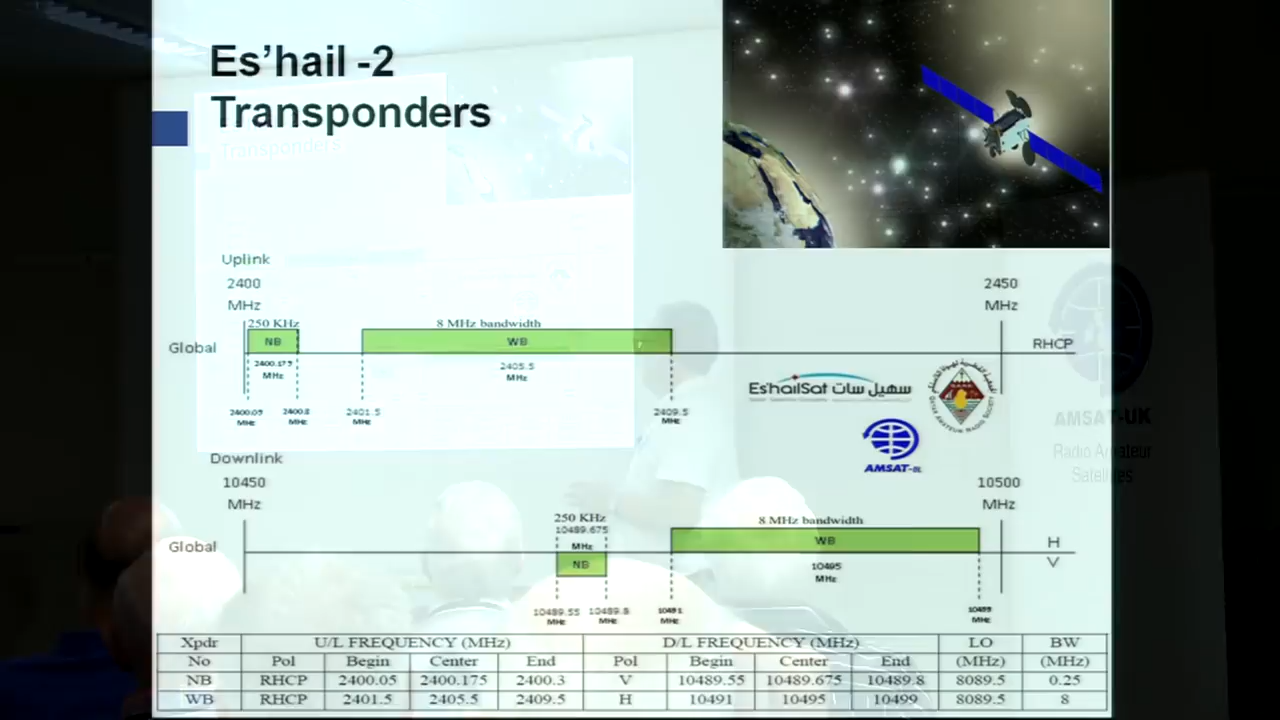 Es'hail -2
Transponders
Transponders
Uplink
2400
MHz
2450
MHz
250 KHz
8 MHz bandwidth
NB
WB
Global
RHCP
2400.175
MHz
2405.5
MHz
2400.05
MHz
2400.3
MHz
2401.5
MHz
2409.5
MHz
Es'hailSat سهيل سات
AMSAT-DL
AMSAT-UK
Radio Amateur
Satellites
Downlink
10450
MHz
10500
MHz
250 KHz
10489.675
MHz
8 MHz bandwidth
WB
Global
H
V
NB
10495
MHz
10489.55
MHz
10489.8
MHz
10491
MHz
10499
MHz
Xpdr U/L FREQUENCY (MHz) D/L FREQUENCY (MHz) LO BW
No Pol Begin Center End Pol Begin Center End (MHz) (MHz)
NB RHCP 2400.05 2400.175 2400.3 V 10489.55 10489.675 10489.8 8089.5 0.25
WB RHCP 2401.5 2405.5 2409.5 H 10491 10495 10499 8089.5 8